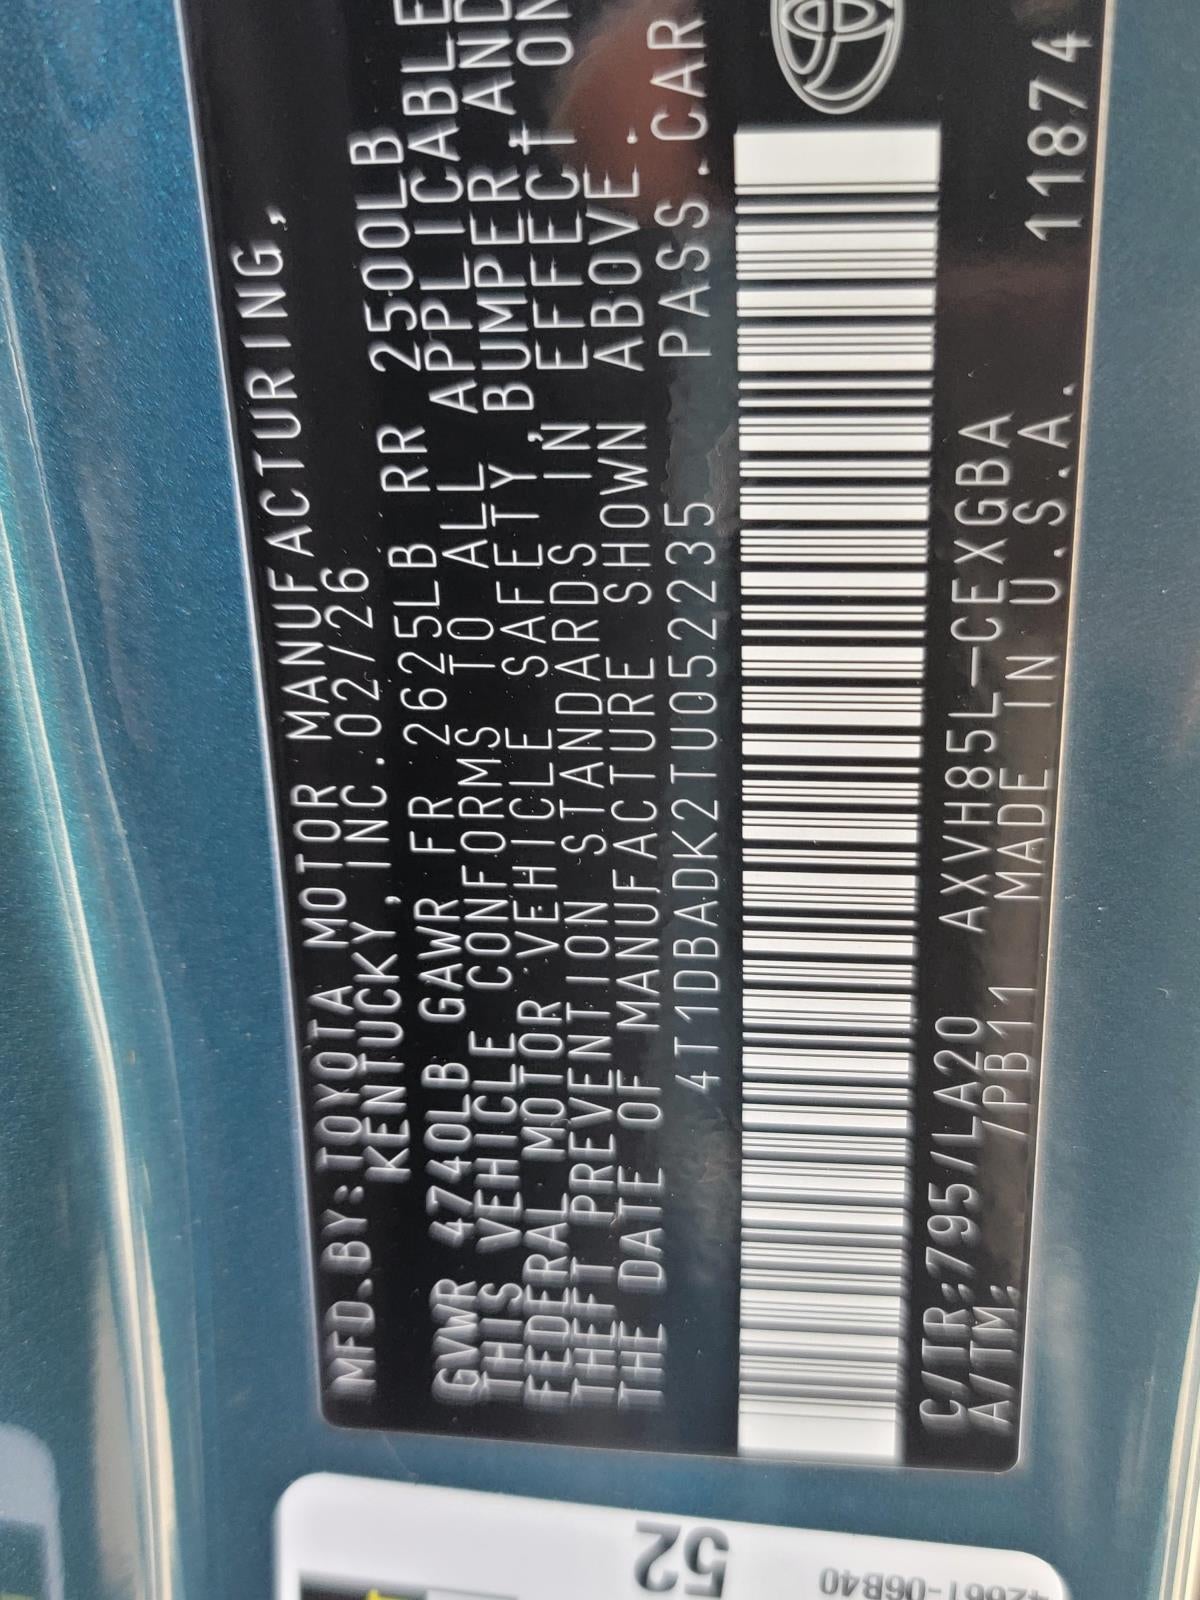 MFD.BY:TOYOTA MOTOR MANUFACTURING,
KENTUCKY, INC.02/26
GVWR 4740LB GAWR FR 2625LB RR 2500LB
THIS VEHICLE CONFORMS TO ALL APPLICABLE
FEDERAL MOTOR VEHICLE SAFETY, BUMPER, AND
THEFT PREVENTION STANDARDS IN EFFECT ON
THE DATE OF MANUFACTURE SHOWN ABOVE.
4T1DBADK2TU052235 PASS.CAR
C/TR:795/LA20 AXVH85L-CEXGBA
A/TM: /PB11 MADE IN U.S.A. 11874
52
42661-06B40